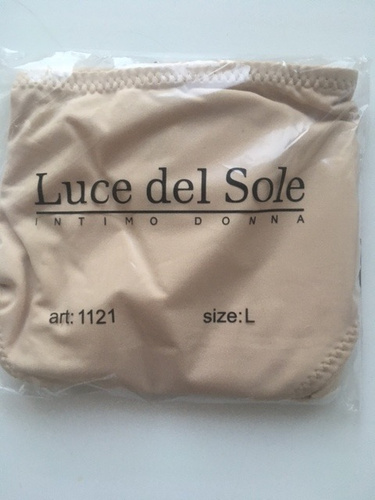 Luce del Sole
INTIMO DONNA
art: 1121 size: L